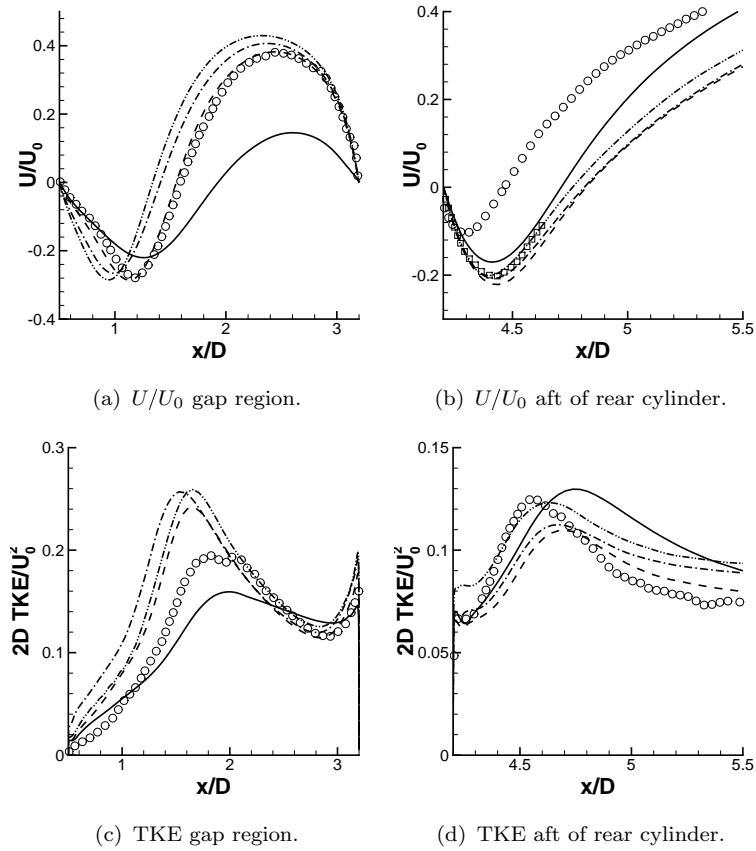 0.4
0.2
0
-0.2
-0.4
U/U0
1
2
3
x/D
(a) U/U0 gap region.
0.4
0.2
0
-0.2
U/U0
4.5
5
5.5
x/D
(b) U/U0 aft of rear cylinder.
0.3
0.2
0.1
0
2D TKE/U0²
1
2
3
x/D
(c) TKE gap region.
0.15
0.1
0.05
0
2D TKE/U0²
4.5
5
5.5
x/D
(d) TKE aft of rear cylinder.